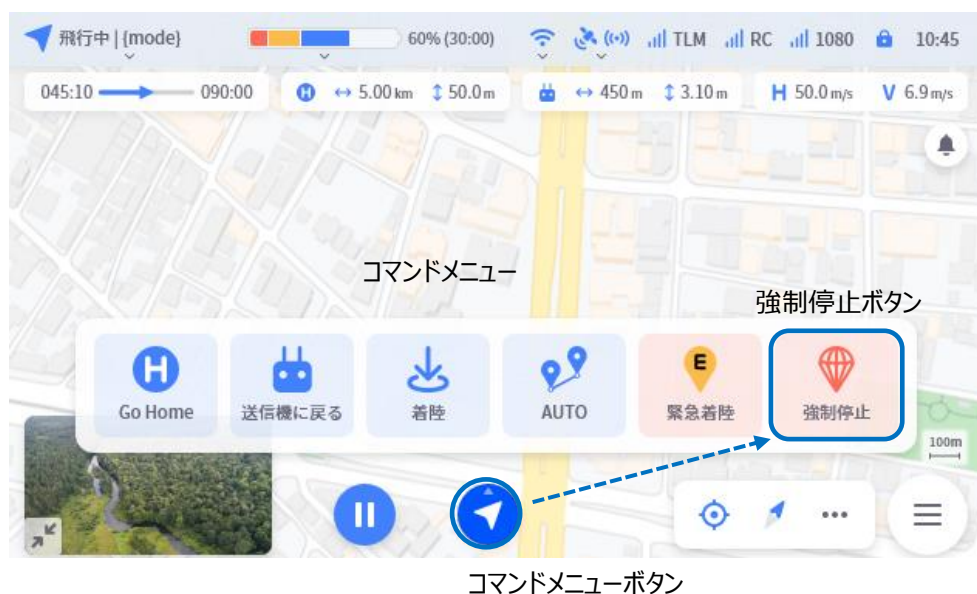 飛行中 | {mode} 60% (30:00) TLM RC 1080 10:45
045:10 090:00 H 5.00 km 50.0 m 450 m 3.10 m H 50.0 m/s V 6.9 m/s
コマンドメニュー
強制停止ボタン
H E
Go Home 送信機に戻る 着陸 AUTO 緊急着陸 強制停止
100m
コマンドメニューボタン